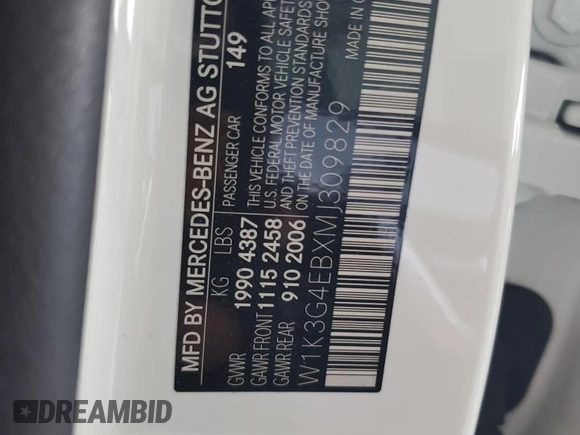 MFD BY MERCEDES-BENZ AG STUTTG
KG LBS PASSENGER CAR 149
GVWR 1990 4387 THIS VEHICLE CONFORMS TO ALL APP
GAWR FRONT 1115 2458 U.S. FEDERAL MOTOR VEHICLE SAFET
GAWR REAR 910 2006 AND THEFT PREVENTION STANDARDS
ON THE DATE OF MANUFACTURE SHOW
W1K3G4EBXMJ309829 MADE IN
DREAMBID